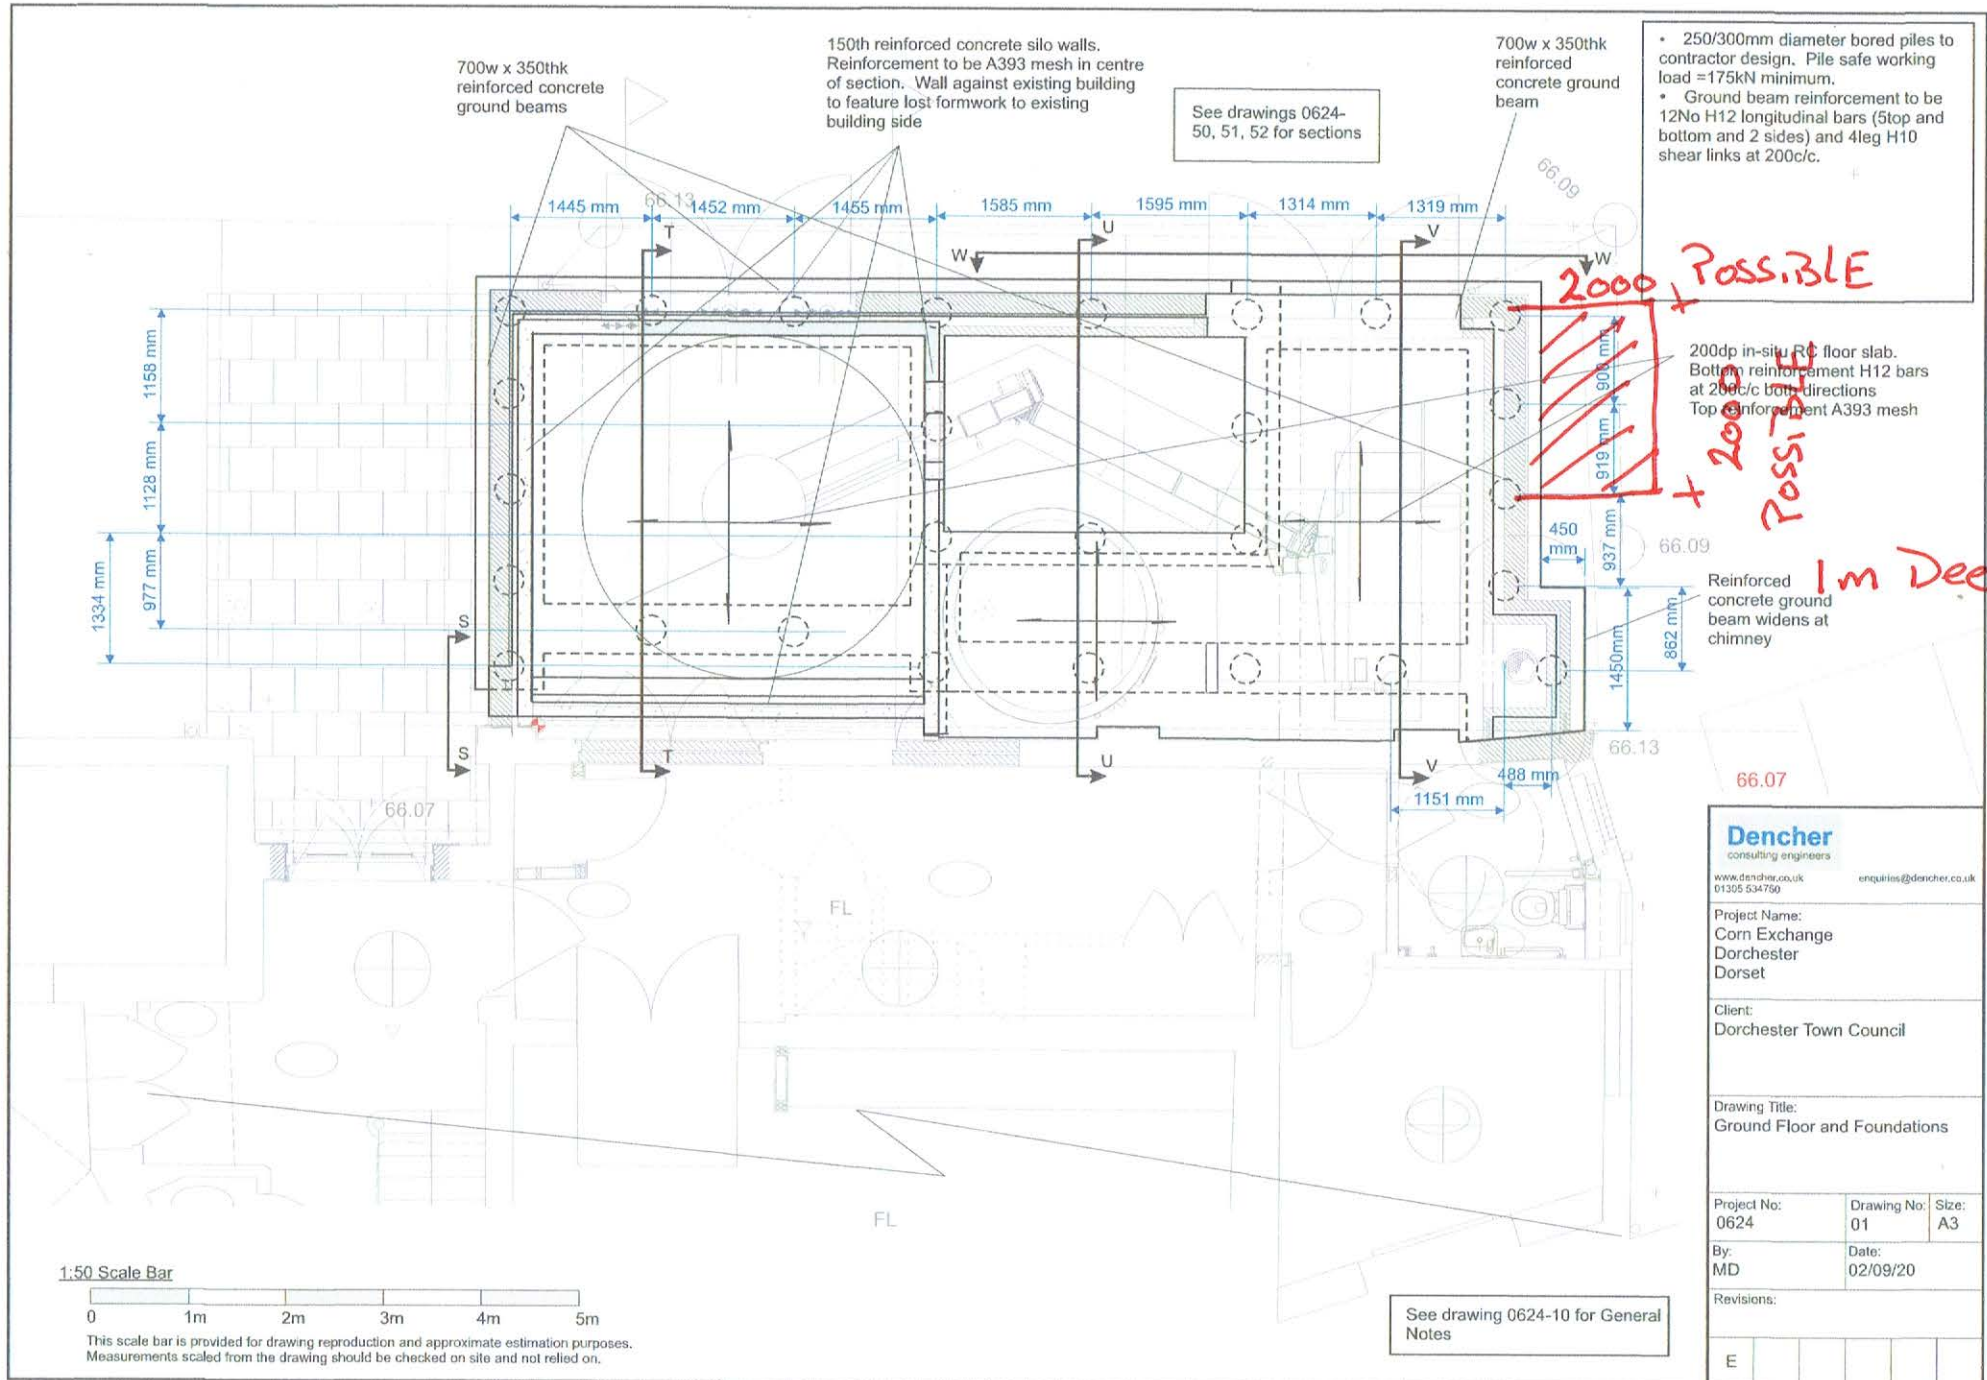 700w x 350thk
reinforced concrete
ground beams
150th reinforced concrete silo walls.
Reinforcement to be A393 mesh in centre
of section.  Wall against existing building
to feature lost formwork to existing
building side
See drawings 0624-
50, 51, 52 for sections
700w x 350thk
reinforced
concrete ground
beam
•   250/300mm diameter bored piles to
contractor design.  Pile safe working
load =175kN minimum.
•   Ground beam reinforcement to be
12No H12 longitudinal bars (5top and
bottom and 2 sides) and 4leg H10
shear links at 200c/c.
66.09
66.13
1445 mm
1452 mm
1455 mm
1585 mm
1595 mm
1314 mm
1319 mm
T
U
V
W
W
2000 POSSiBLE
200dp in-situ RC floor slab.
Bottom reinforcement H12 bars
at 200c/c both directions
Top reinforcement A393 mesh
2000
POSSiBLE
1158 mm
1128 mm
977 mm
1334 mm
900 mm
919 mm
937 mm
450
mm
66.09
1m Dee
Reinforced
concrete ground
beam widens at
chimney
862 mm
1450mm
S
S
T
U
V
66.13
488 mm
1151 mm
66.07
66.07
FL
FL
Dencher
consulting engineers
www.dencher.co.uk
01305 534760
enquiries@dencher.co.uk
Project Name:
Corn Exchange
Dorchester
Dorset
Client:
Dorchester Town Council
Drawing Title:
Ground Floor and Foundations
Project No:
0624
Drawing No:
01
Size:
A3
By:
MD
Date:
02/09/20
Revisions:
E
1:50 Scale Bar
0 1m 2m 3m 4m 5m
This scale bar is provided for drawing reproduction and approximate estimation purposes.
Measurements scaled from the drawing should be checked on site and not relied on.
See drawing 0624-10 for General
Notes